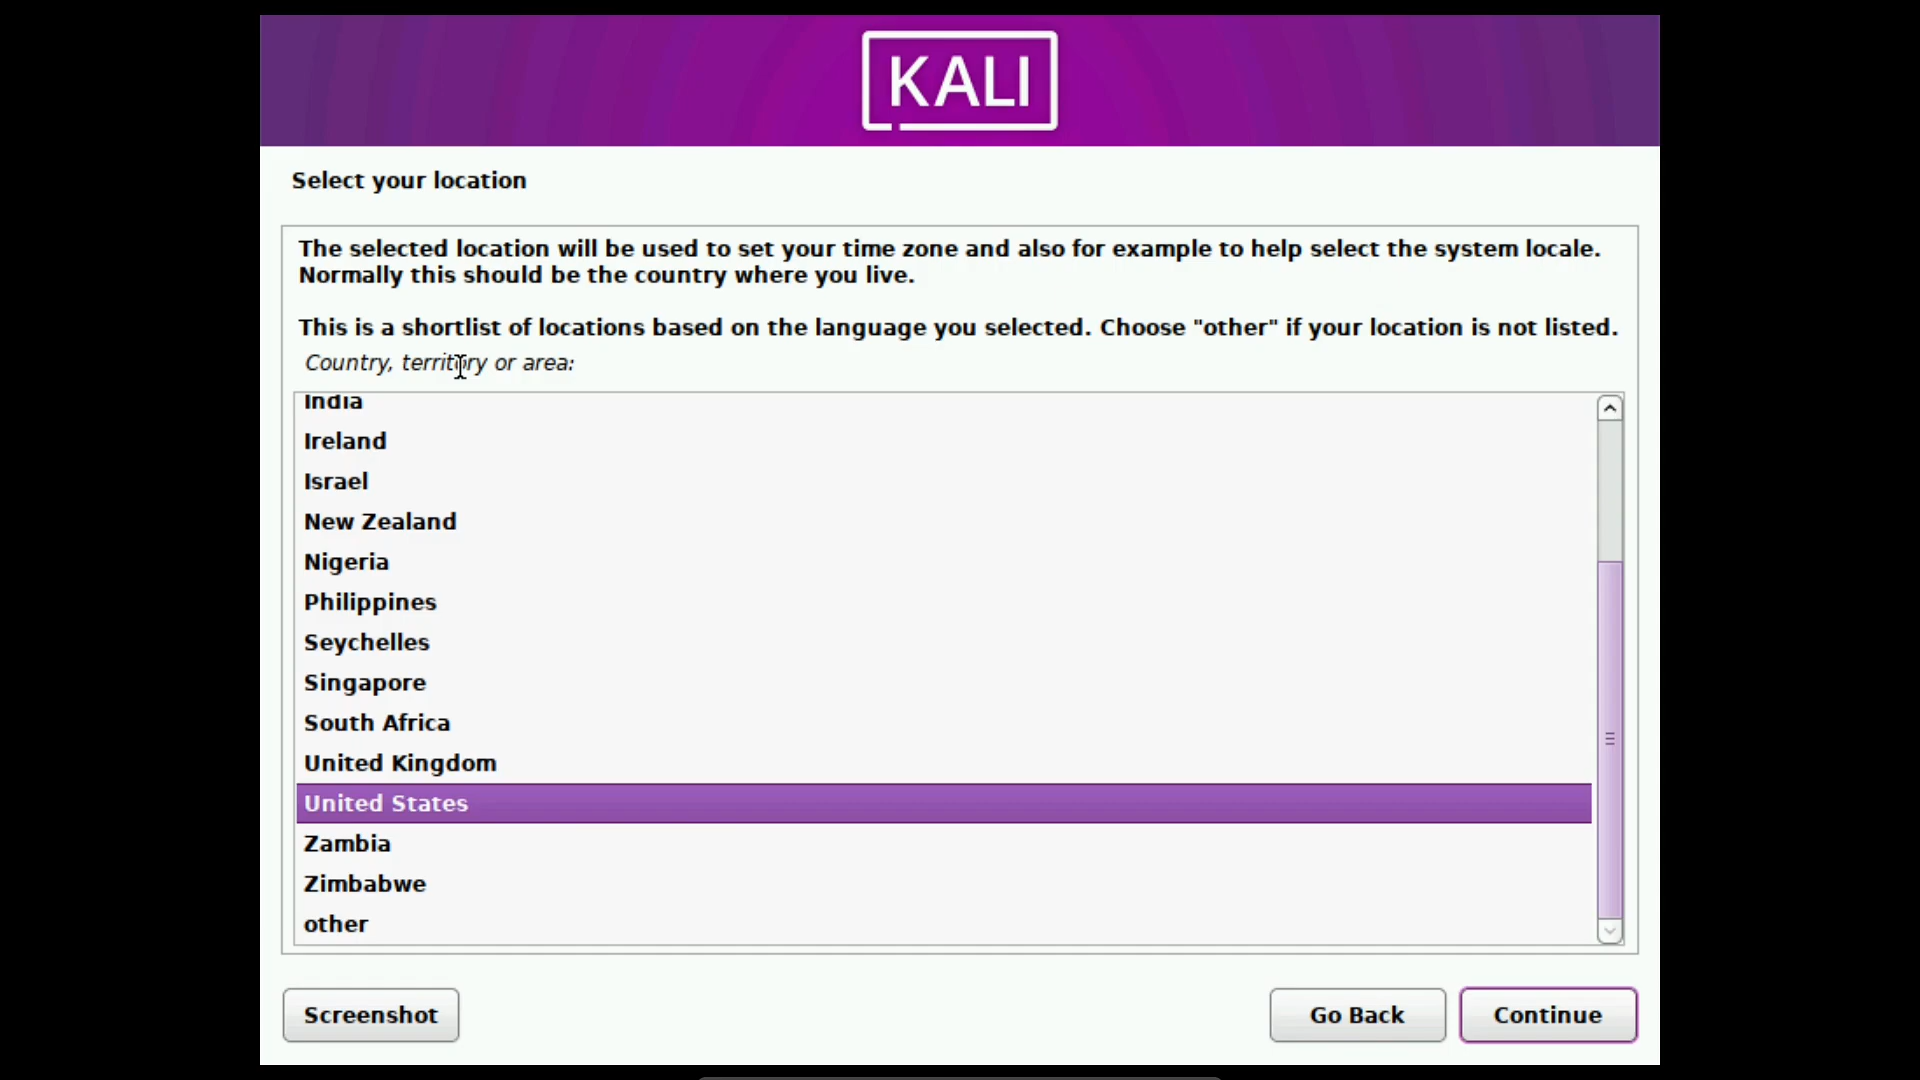 KALI
Select your location
The selected location will be used to set your time zone and also for example to help select the system locale.
Normally this should be the country where you live.
This is a shortlist of locations based on the language you selected. Choose "other" if your location is not listed.
Country, territory or area:
India
Ireland
Israel
New Zealand
Nigeria
Philippines
Seychelles
Singapore
South Africa
United Kingdom
United States
Zambia
Zimbabwe
other
Screenshot
Go Back
Continue